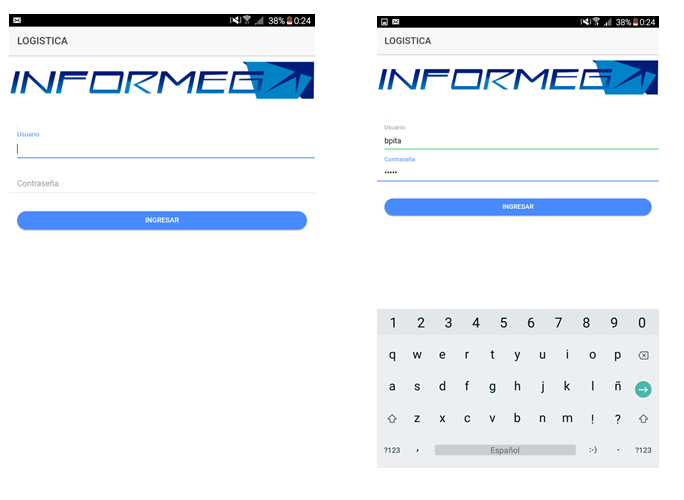 38% 0:24
LOGISTICA
INFORMEG
Usuario
Contraseña
INGRESAR
38% 0:24
LOGISTICA
INFORMEG
Usuario
bpita
Contraseña
•••••
INGRESAR
1 2 3 4 5 6 7 8 9 0
q w e r t y u i o p
a s d f g h j k l ñ
z x c v b n m ! ?
?123 , Español :-) . ?123